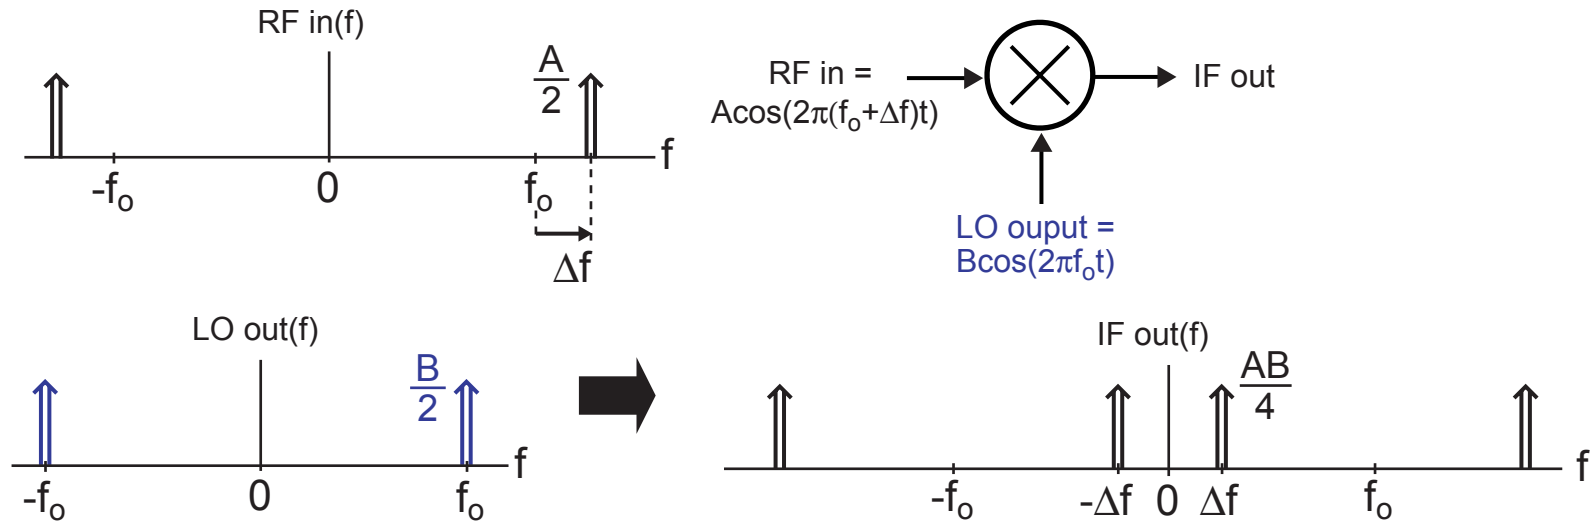 RF in(f)
A
2
-fo
0
fo
f
Δf
RF in =
Acos(2π(fo+Δf)t)
IF out
LO ouput =
Bcos(2πfot)
LO out(f)
B
2
-fo
0
fo
f
IF out(f)
AB
4
-fo
-Δf
0
Δf
fo
f